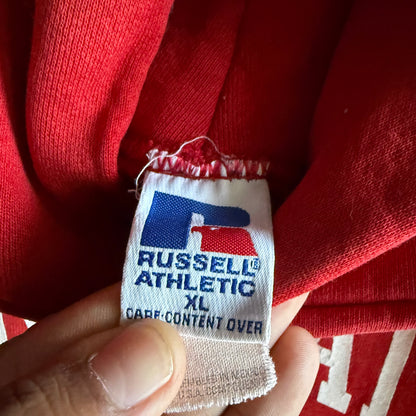 RUSSELL®
ATHLETIC
XL
CARE·CONTENT OVER
A